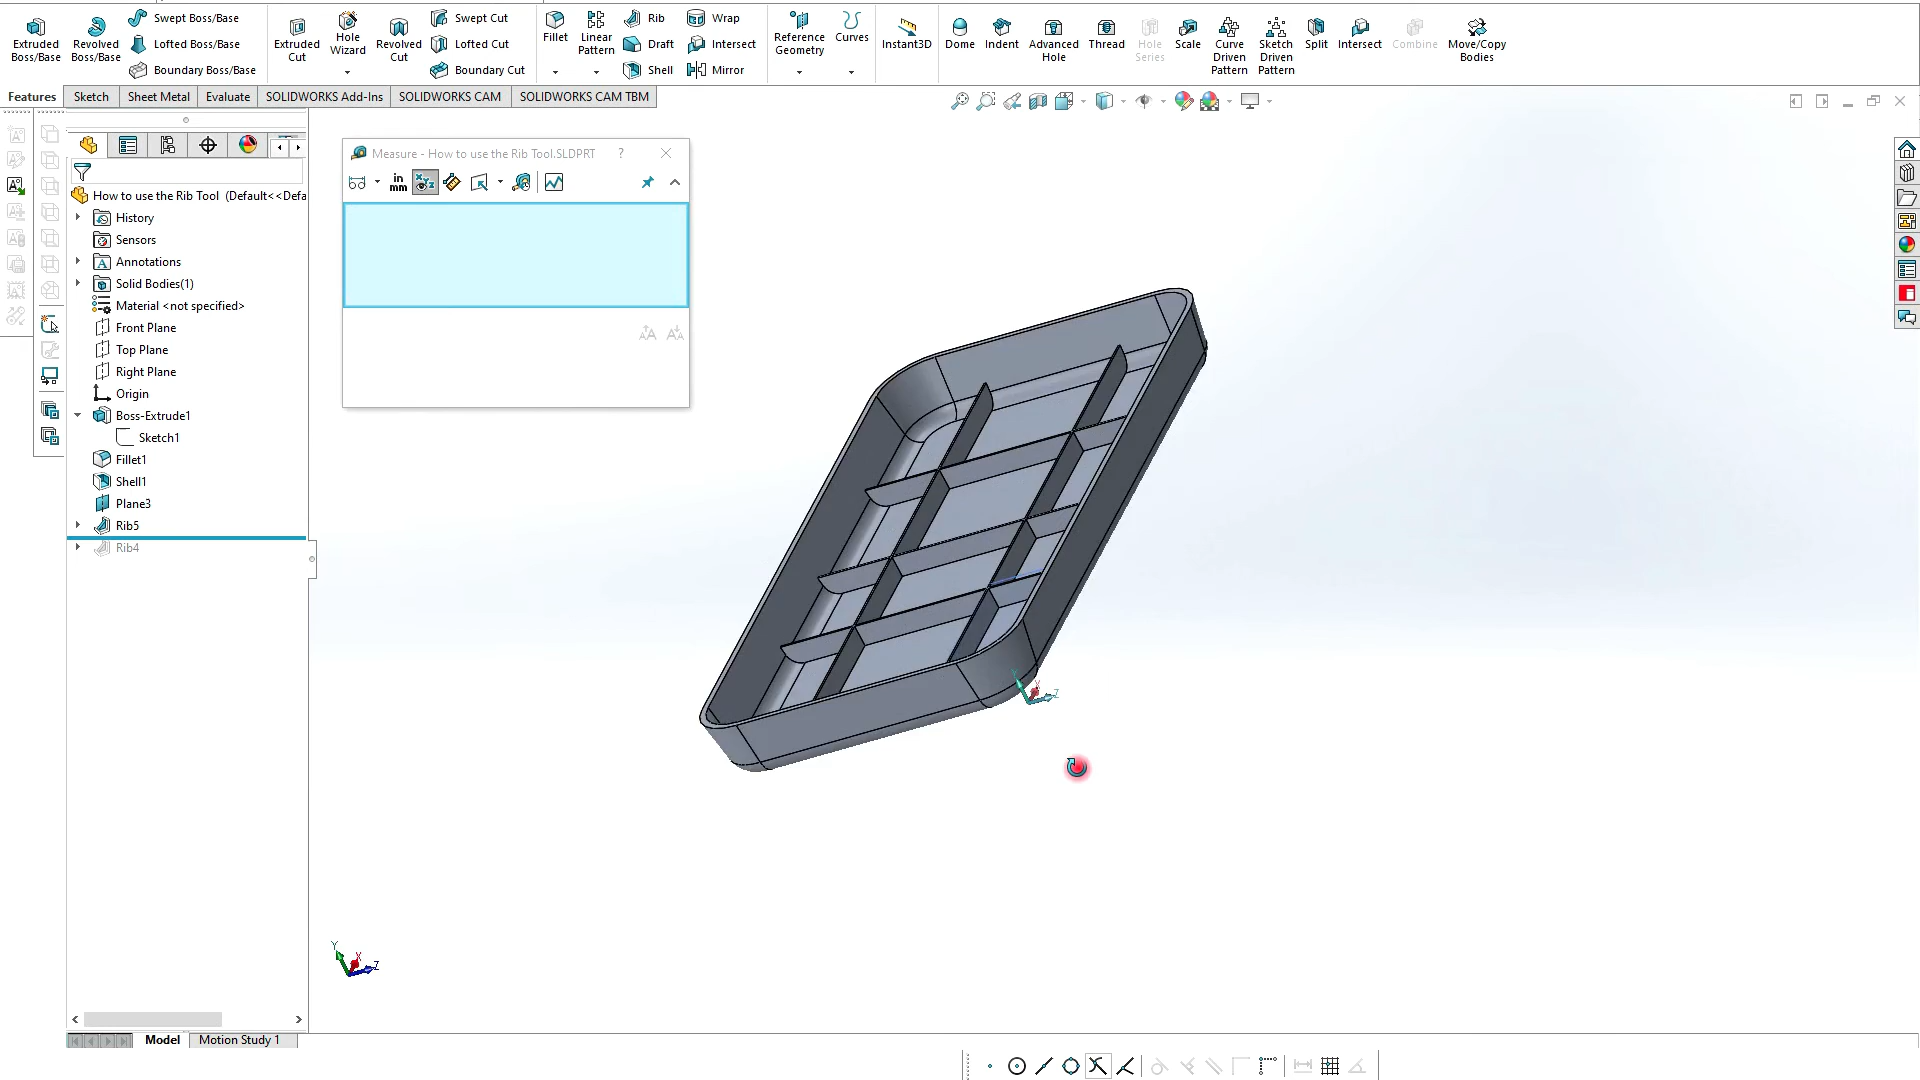 Extruded Boss/Base
Revolved Boss/Base
Swept Boss/Base
Lofted Boss/Base
Boundary Boss/Base
Extruded Cut
Hole Wizard
Revolved Cut
Swept Cut
Lofted Cut
Boundary Cut
Fillet
Linear Pattern
Rib
Draft
Shell
Wrap
Intersect
Mirror
Reference Geometry
Curves
Instant3D
Dome
Indent
Advanced Hole
Thread
Hole Series
Scale
Curve Driven Pattern
Sketch Driven Pattern
Split
Intersect
Combine
Move/Copy Bodies
Features
Sketch
Sheet Metal
Evaluate
SOLIDWORKS Add-Ins
SOLIDWORKS CAM
SOLIDWORKS CAM TBM
Measure - How to use the Rib Tool.SLDPRT
?
in
mm
How to use the Rib Tool (Default<<Defa
History
Sensors
Annotations
Solid Bodies(1)
Material <not specified>
Front Plane
Top Plane
Right Plane
Origin
Boss-Extrude1
Sketch1
Fillet1
Shell1
Plane3
Rib5
Rib4
Y
X
Z
Y
X
Z
Model
Motion Study 1